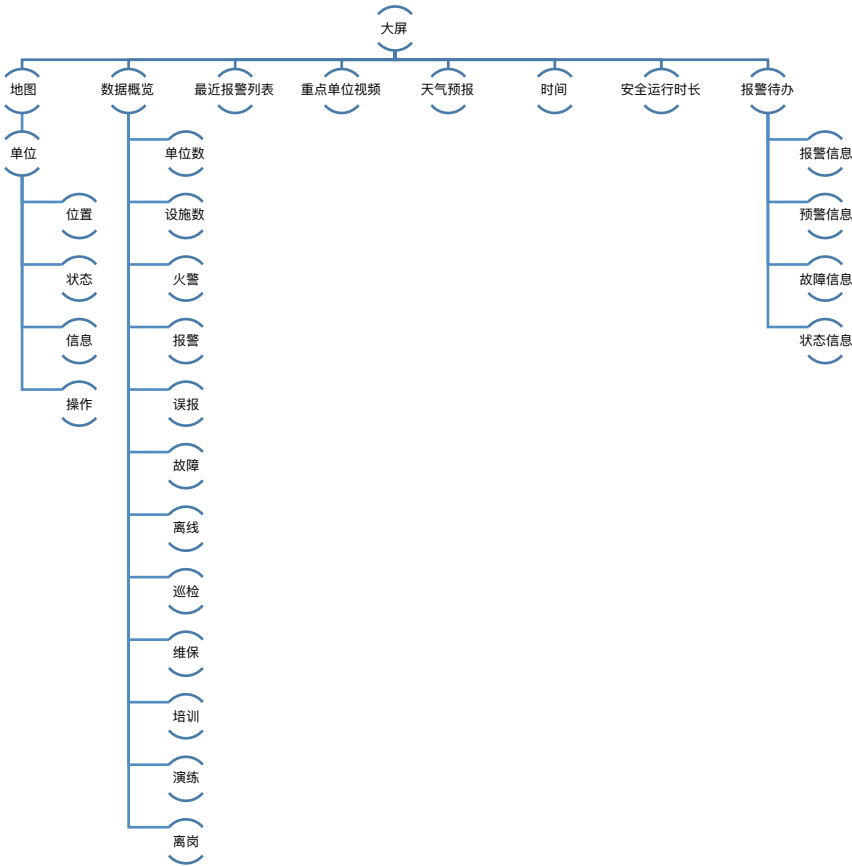 大屏
地图
数据概览
最近报警列表
重点单位视频
天气预报
时间
安全运行时长
报警待办
单位
位置
状态
信息
操作
单位数
设施数
火警
报警
误报
故障
离线
巡检
维保
培训
演练
离岗
报警信息
预警信息
故障信息
状态信息